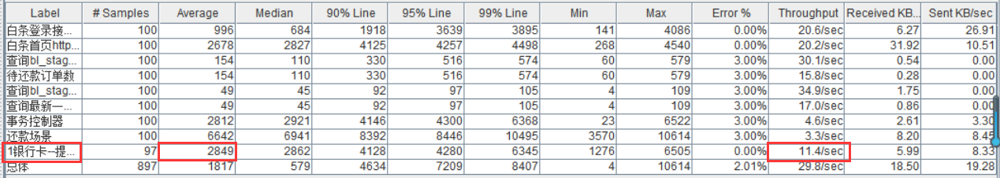 Label # Samples Average Median 90% Line 95% Line 99% Line Min Max Error % Throughput Received KB... Sent KB/sec
白条登录接... 100 996 684 1918 3639 3895 141 4086 0.00% 20.6/sec 6.27 26.91
白条首页http... 100 2678 2827 4125 4257 4498 268 4540 0.00% 20.2/sec 31.92 10.51
查询bl_stag... 100 154 110 330 516 574 60 579 3.00% 30.1/sec 0.54 0.00
待还款订单数 100 154 110 330 516 574 60 579 3.00% 15.8/sec 0.28 0.00
查询bl_stag... 100 49 45 92 97 105 4 109 3.00% 34.9/sec 1.75 0.00
查询最新一... 100 49 45 92 97 105 4 109 3.00% 17.0/sec 0.86 0.00
事务控制器 100 2812 2921 4146 4300 6368 23 6522 3.00% 4.6/sec 2.61 3.30
还款场景 100 6642 6941 8392 8446 10495 3570 10614 3.00% 3.3/sec 8.20 8.45
1银行卡--提... 97 2849 2862 4128 4280 6345 1276 6505 0.00% 11.4/sec 5.99 8.33
总体 897 1817 579 4634 7209 8407 4 10614 2.01% 29.8/sec 18.50 19.28